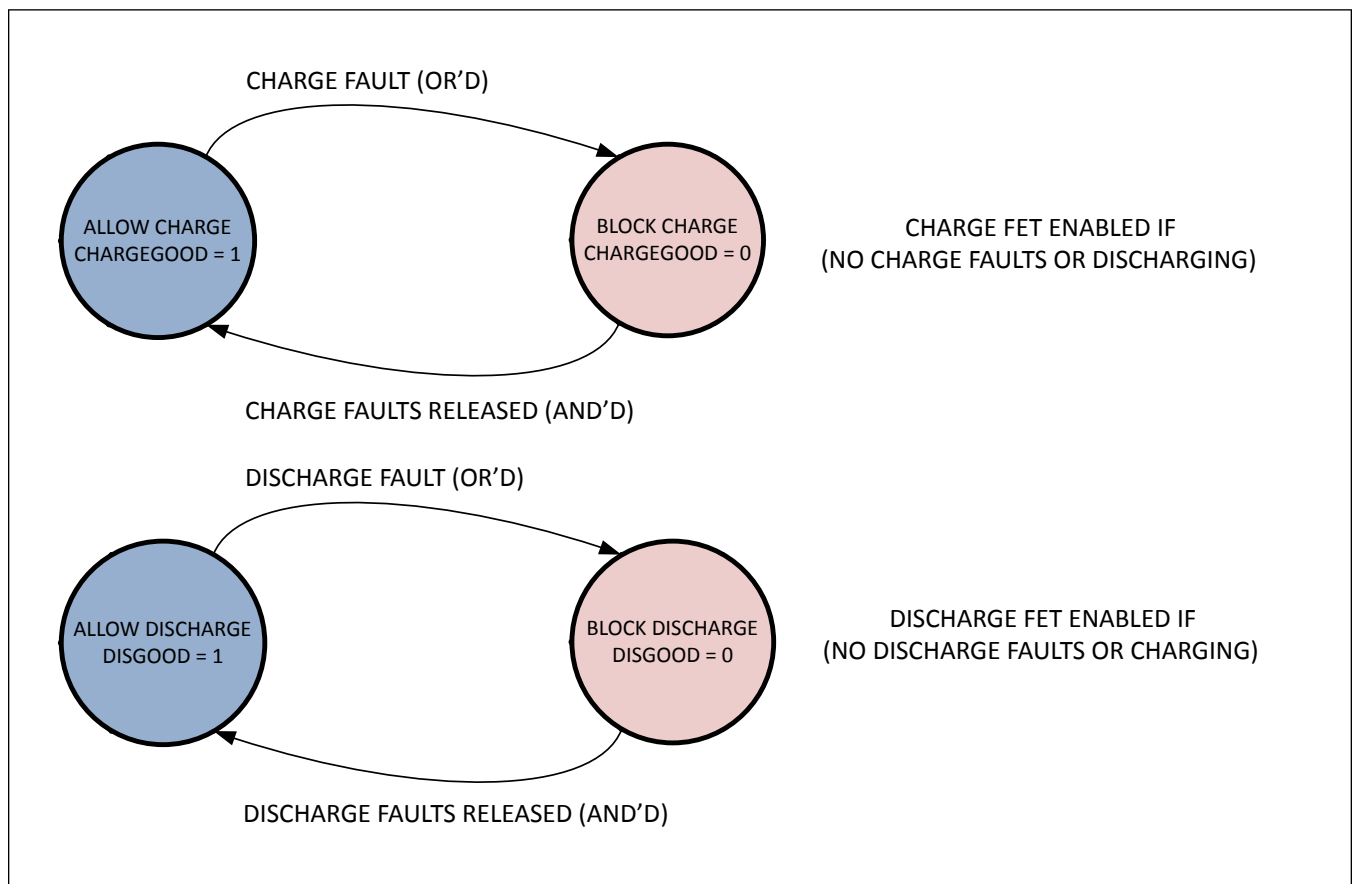 CHARGE FAULT (OR’D)
ALLOW CHARGE
CHARGEGOOD = 1
BLOCK CHARGE
CHARGEGOOD = 0
CHARGE FET ENABLED IF
(NO CHARGE FAULTS OR DISCHARGING)
CHARGE FAULTS RELEASED (AND’D)
DISCHARGE FAULT (OR’D)
ALLOW DISCHARGE
DISGOOD = 1
BLOCK DISCHARGE
DISGOOD = 0
DISCHARGE FET ENABLED IF
(NO DISCHARGE FAULTS OR CHARGING)
DISCHARGE FAULTS RELEASED (AND’D)